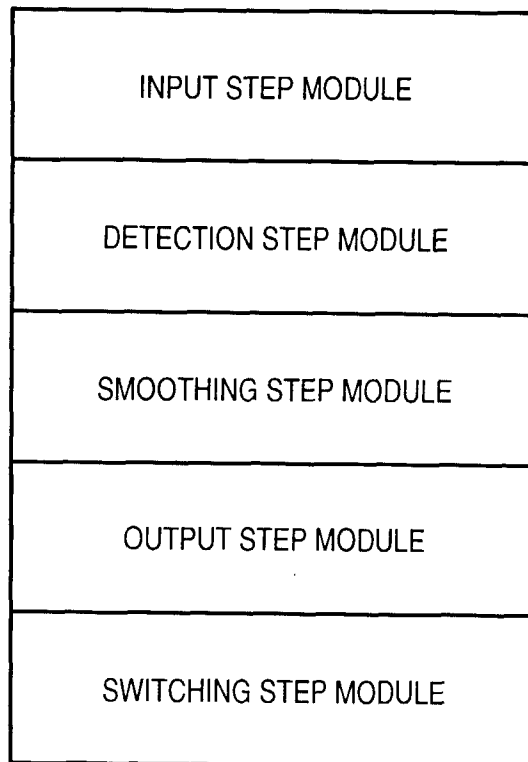 INPUT STEP MODULE
DETECTION STEP MODULE
SMOOTHING STEP MODULE
OUTPUT STEP MODULE
SWITCHING STEP MODULE